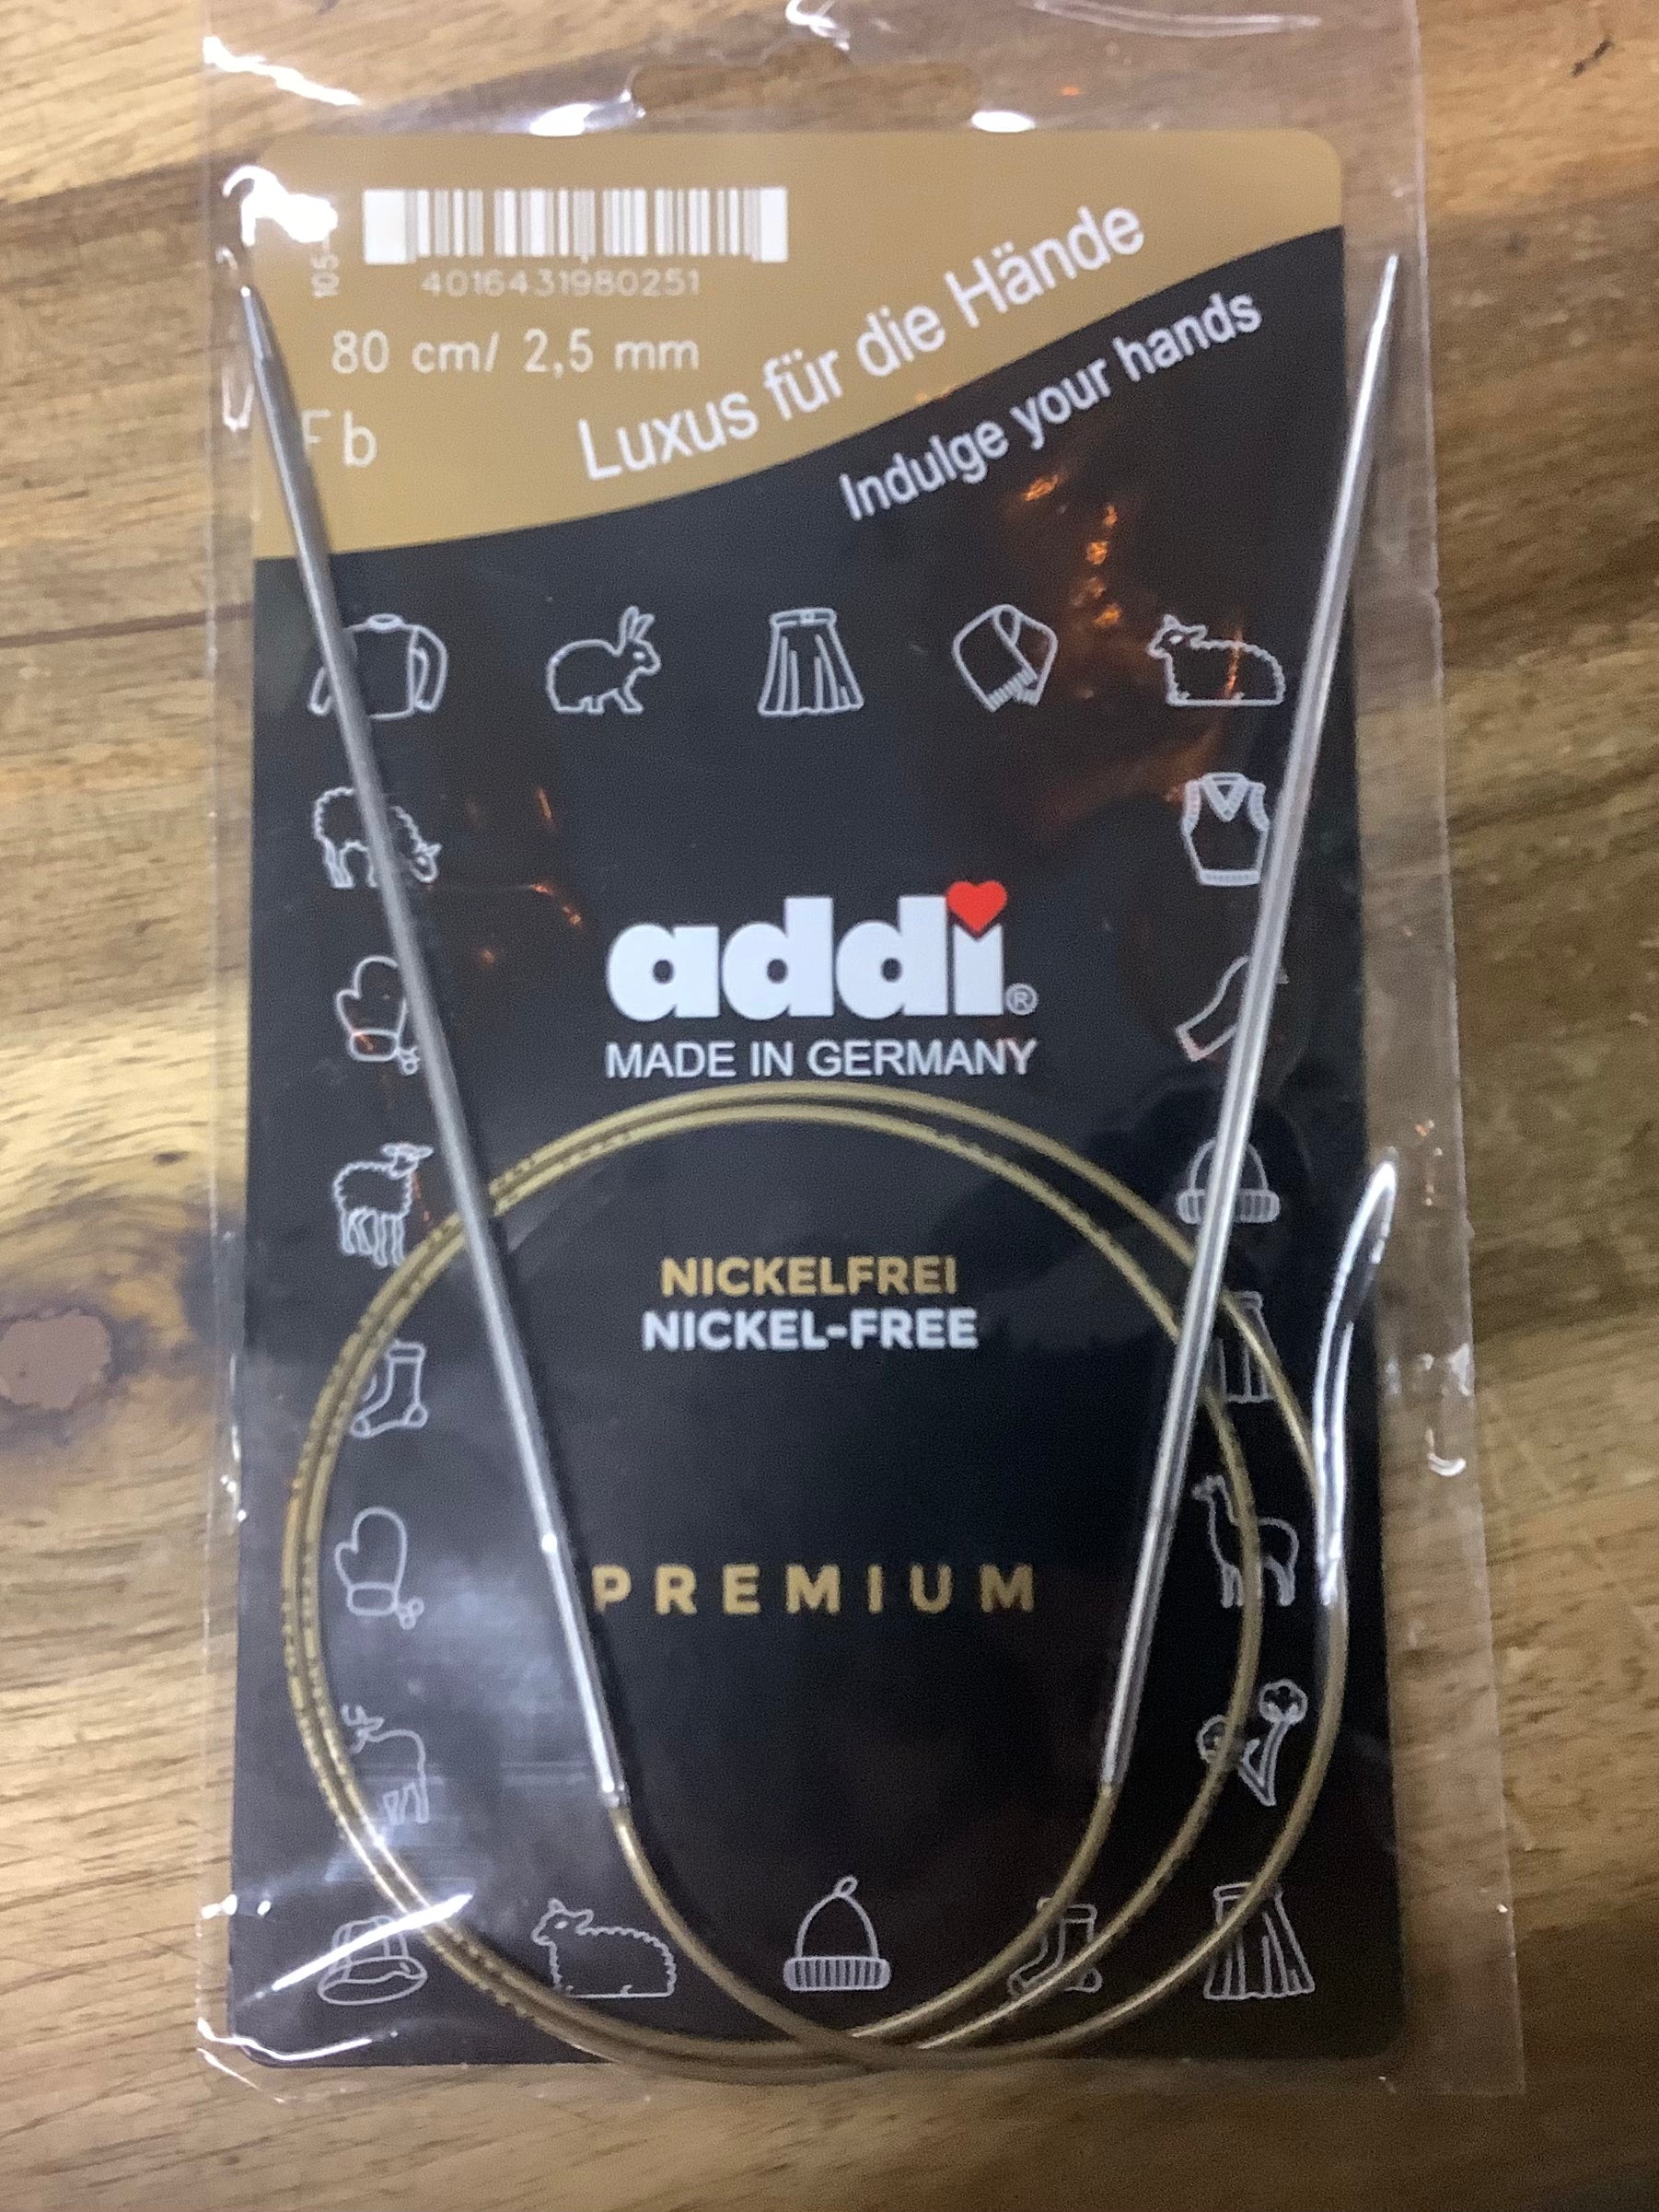 4016431980251
80 cm/ 2,5 mm
Luxus für die Hände
Indulge your hands
addi®
MADE IN GERMANY
NICKELFREI
NICKEL-FREE
PREMIUM